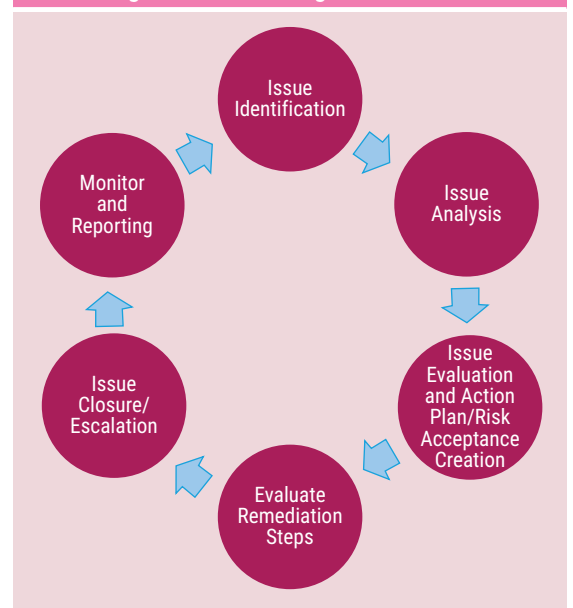 Issue
Identification
Issue
Analysis
Issue
Evaluation
and Action
Plan/Risk
Acceptance
Creation
Evaluate
Remediation
Steps
Issue
Closure/
Escalation
Monitor
and
Reporting